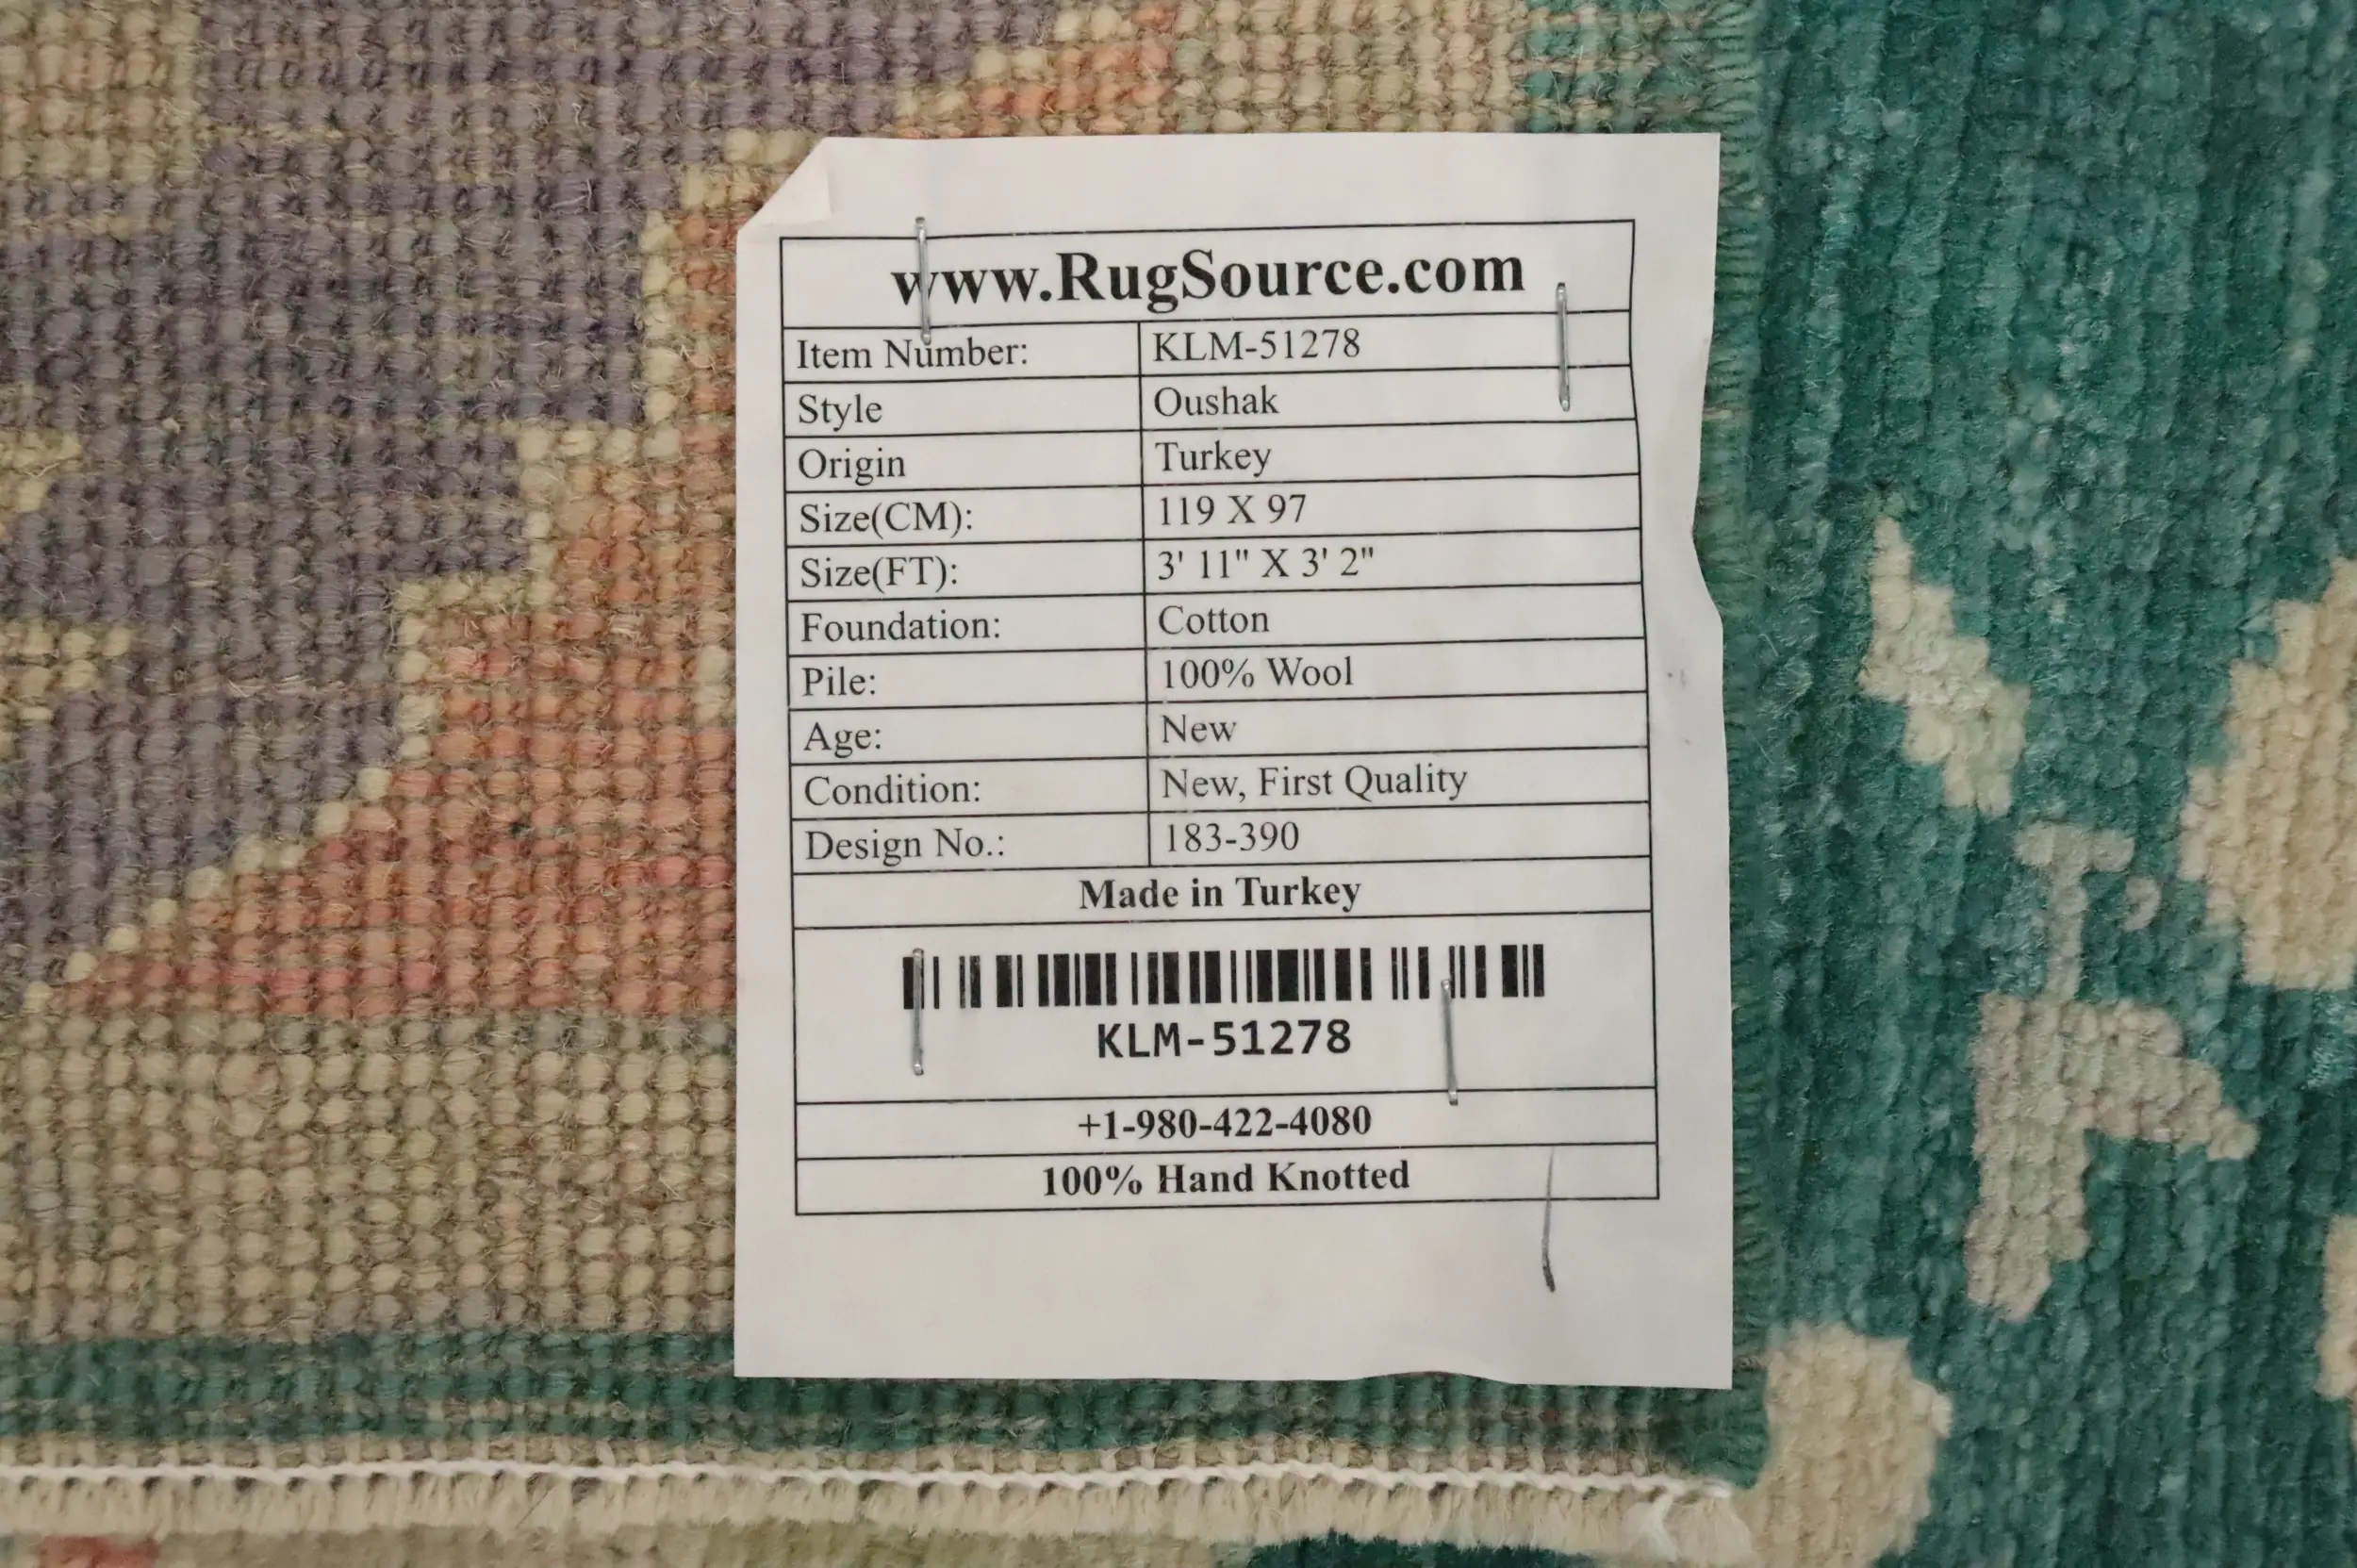 www.RugSource.com
Item Number: KLM-51278
Style Oushak
Origin Turkey
Size(CM): 119 X 97
Size(FT): 3' 11" X 3' 2"
Foundation: Cotton
Pile: 100% Wool
Age: New
Condition: New, First Quality
Design No.: 183-390
Made in Turkey
KLM-51278
+1-980-422-4080
100% Hand Knotted